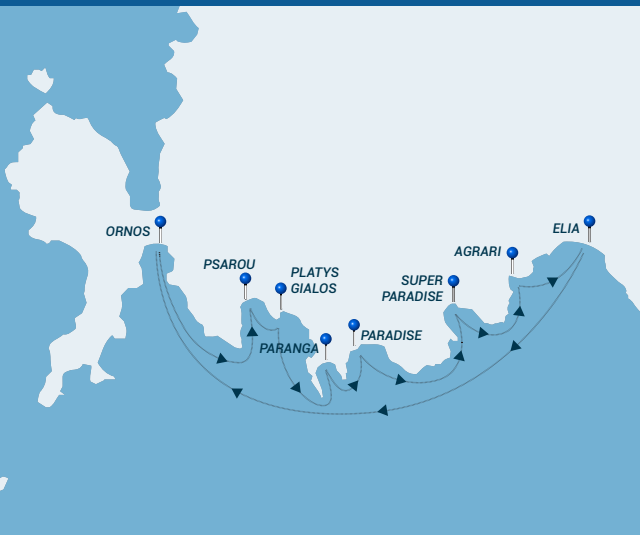 ORNOS
PSAROU
PLATYS
GIALOS
PARANGA
PARADISE
SUPER
PARADISE
AGRARI
ELIA